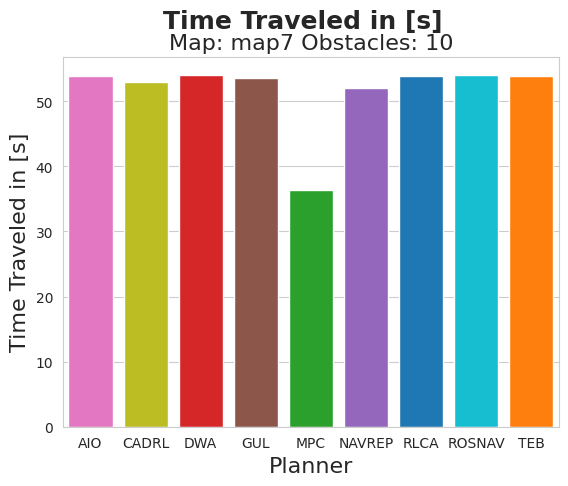 Time Traveled in [s]
Map: map7 Obstacles: 10
Time Traveled in [s]
50
40
30
20
10
0
AIO CADRL DWA GUL MPC NAVREP RLCA ROSNAV TEB
Planner